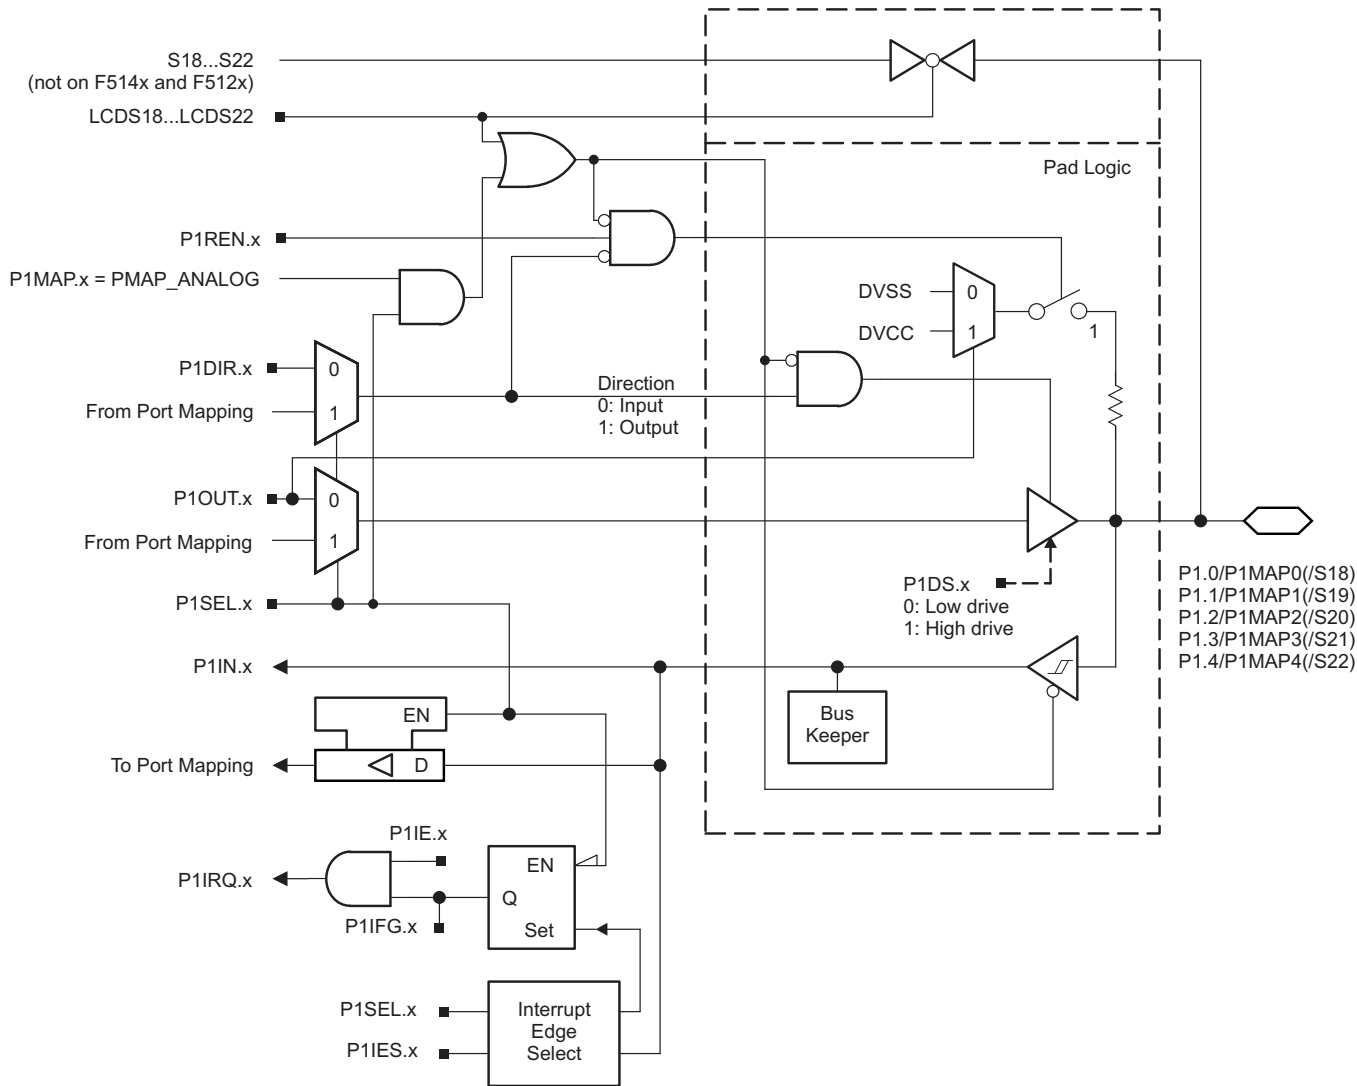 S18...S22
(not on F514x and F512x)
LCDS18...LCDS22
Pad Logic
P1REN.x
P1MAP.x = PMAP_ANALOG
DVSS
0
DVCC
1
1
P1DIR.x
0
From Port Mapping
1
Direction
0: Input
1: Output
P1OUT.x
0
From Port Mapping
1
P1DS.x
0: Low drive
1: High drive
P1.0/P1MAP0(/S18)
P1.1/P1MAP1(/S19)
P1.2/P1MAP2(/S20)
P1.3/P1MAP3(/S21)
P1.4/P1MAP4(/S22)
P1SEL.x
P1IN.x
EN
Bus
Keeper
To Port Mapping
D
P1IE.x
P1IRQ.x
EN
Q
P1IFG.x
Set
P1SEL.x
P1IES.x
Interrupt
Edge
Select